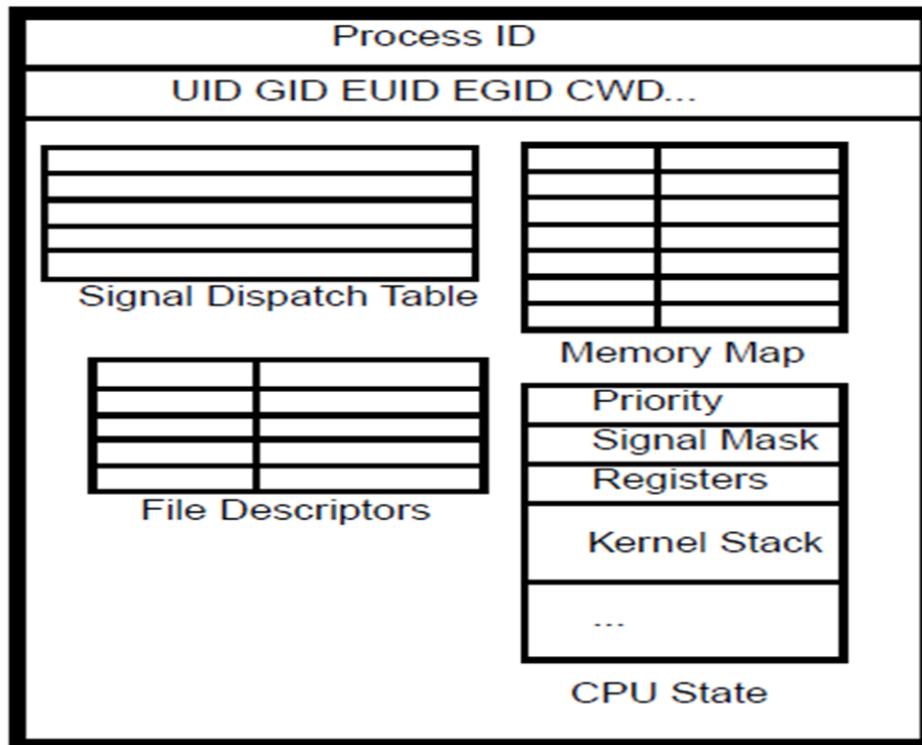 Process ID
UID GID EUID EGID CWD...
Signal Dispatch Table
Memory Map
File Descriptors
Priority
Signal Mask
Registers
Kernel Stack
...
CPU State